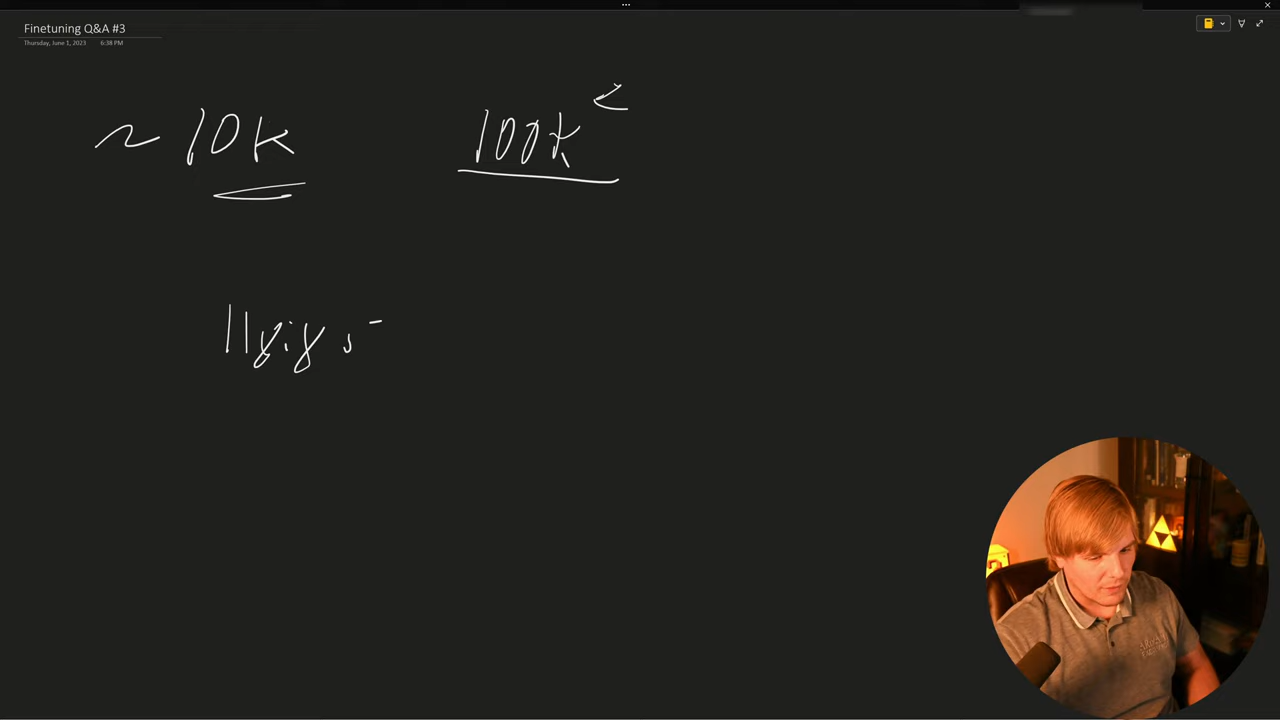 Finetuning Q&A #3
Thursday, June 1, 2023 6:38 PM
~ 10k 100k